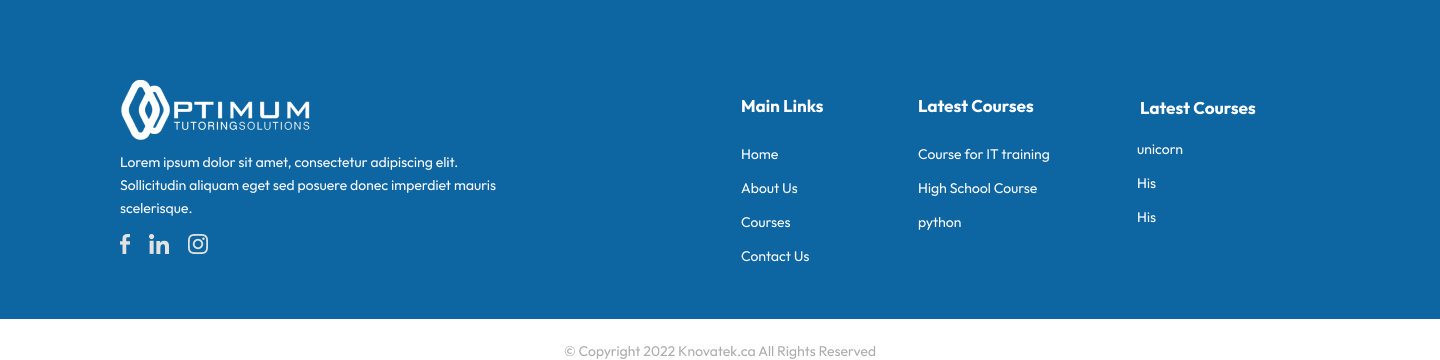 OPTIMUM
TUTORINGSOLUTIONS
Lorem ipsum dolor sit amet, consectetur adipiscing elit.
Sollicitudin aliquam eget sed posuere donec imperdiet mauris
scelerisque.
f in
Main Links
Home
About Us
Courses
Contact Us
Latest Courses
Course for IT training
High School Course
python
Latest Courses
unicorn
His
His
© Copyright 2022 Knovatek.ca All Rights Reserved